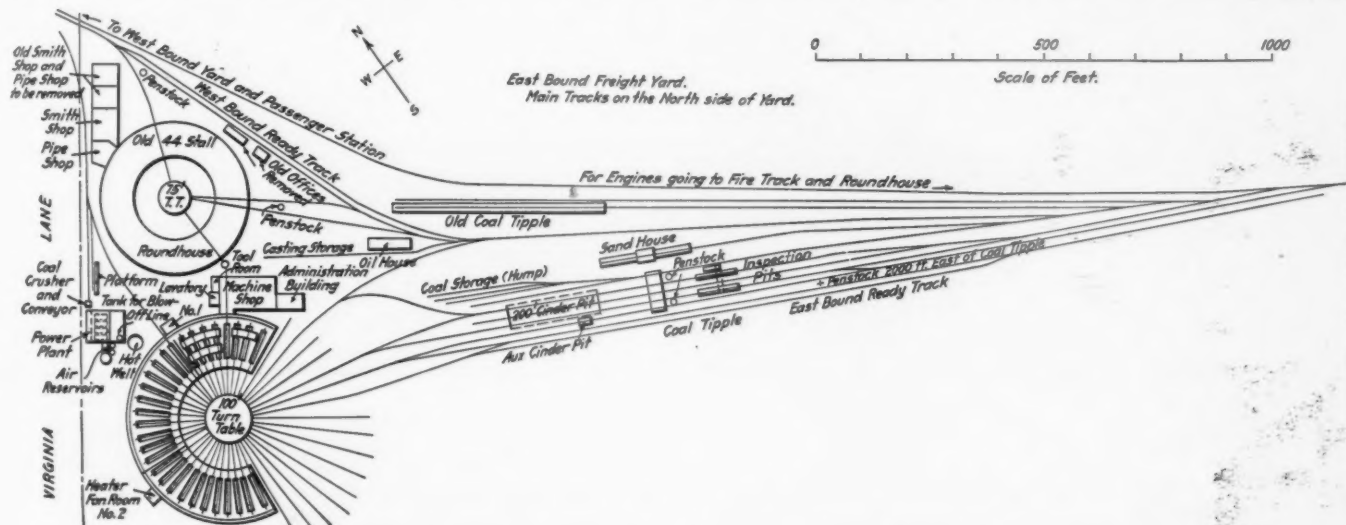 To West Bound Yard and Passenger Station
West Bound Ready Track
Old Smith
Shop and
Pipe Shop
to be removed
Smith
Shop
Pipe
Shop
Penstock
Old 44 Stall
75'
T.T.
Roundhouse
Old Offices
Removed
Penstock
N
E
W
S
East Bound Freight Yard.
Main Tracks on the North side of Yard.
0 500 1000
Scale of Feet.
For Engines going to Fire Track and Roundhouse
Old Coal Tipple
Casting Storage
Oil House
Tool
Room
Lavatory
Machine
Shop
Administration
Building
Sand House
Penstock
Inspection
Pits
Coal Storage (Hump)
200' Cinder Pit
Aux Cinder Pit
Coal Tipple
Penstock 2000 ft. East of Coal Tipple
East Bound Ready Track
LANE
VIRGINIA
Coal
Crusher
and
Conveyor
Platform
Tank for Blow-
Off Line
No.1
Power
Plant
Air
Reservoirs
Hot
Well
100'
Turn
Table
Heater
Fan Room
No. 2